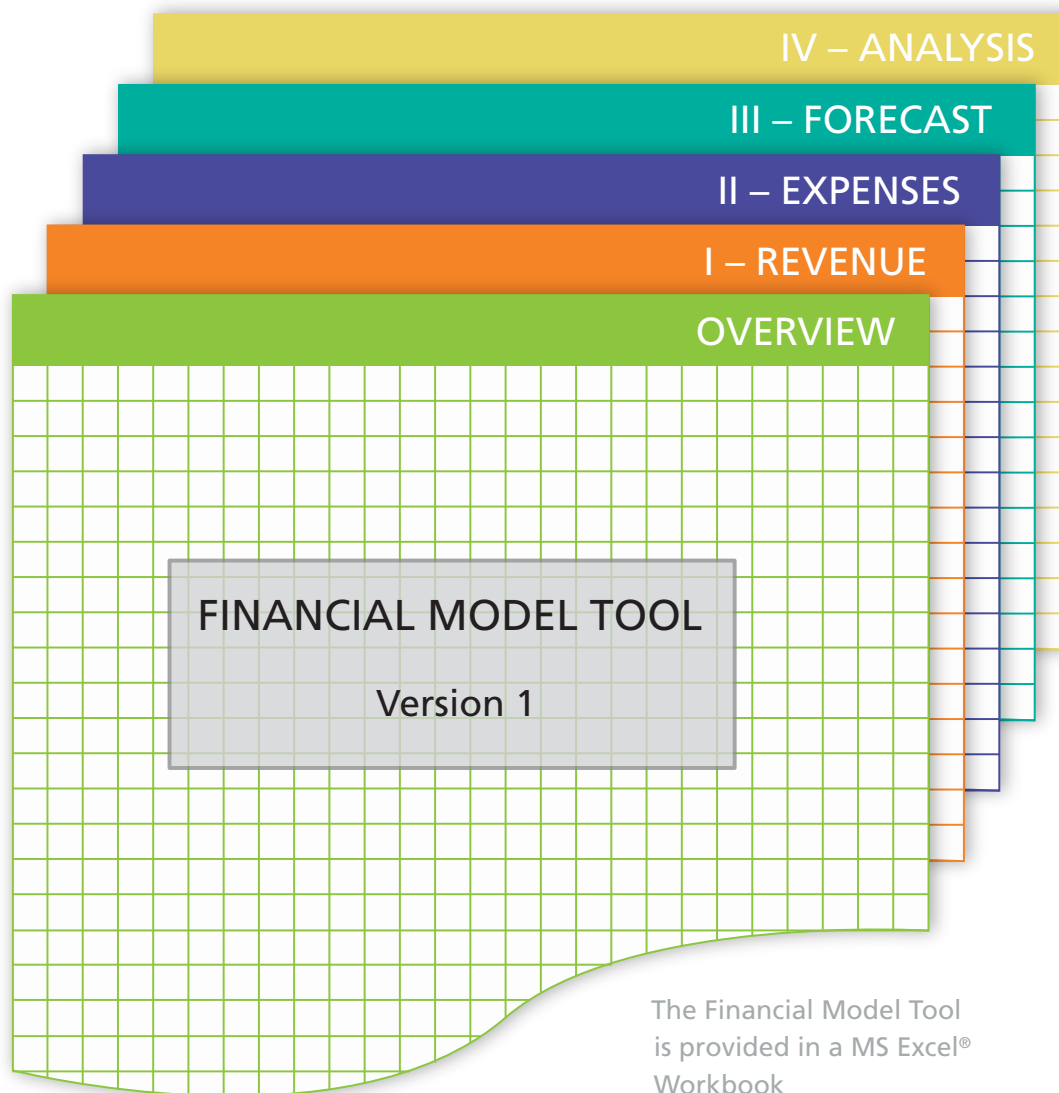 IV – ANALYSIS
III – FORECAST
II – EXPENSES
I – REVENUE
OVERVIEW
FINANCIAL MODEL TOOL
Version 1
The Financial Model Tool
is provided in a MS Excel®
Workbook